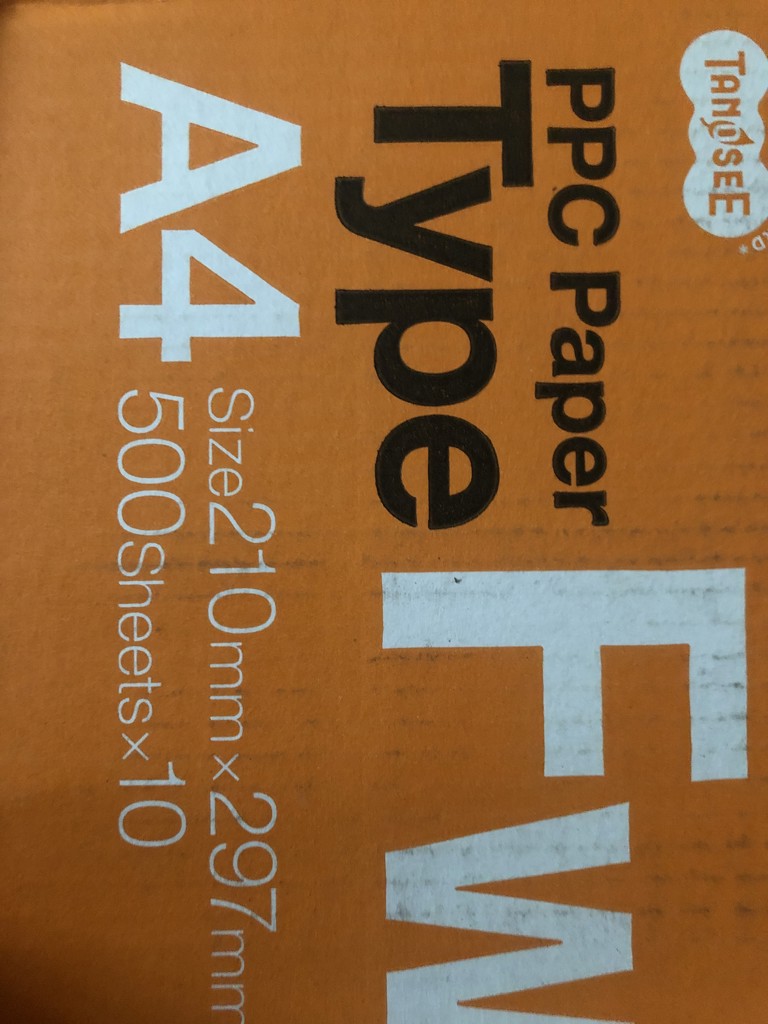 TANOSEE
PPC Paper
Type Fw
A4
Size210mm×297mm
500Sheets×10